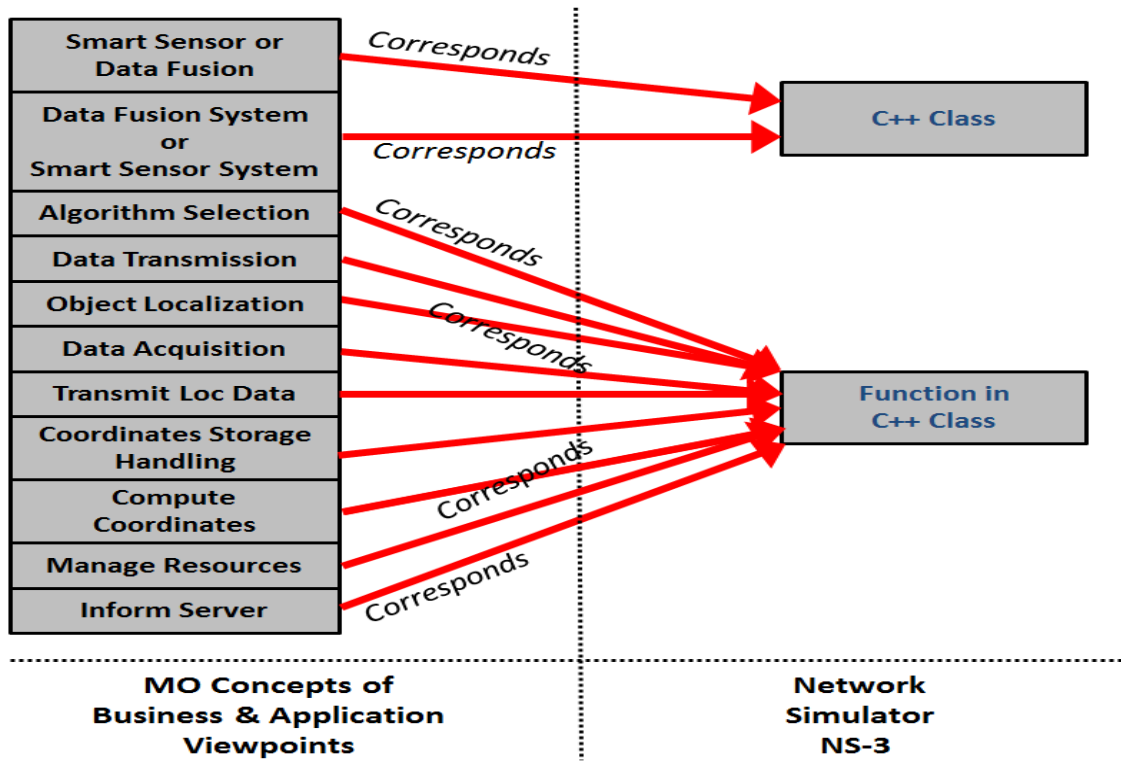 Smart Sensor or
Data Fusion
Data Fusion System
or
Smart Sensor System
Algorithm Selection
Data Transmission
Object Localization
Data Acquisition
Transmit Loc Data
Coordinates Storage
Handling
Compute
Coordinates
Manage Resources
Inform Server
Corresponds
Corresponds
Corresponds
Corresponds
Corresponds
Corresponds
C++ Class
Function in
C++ Class
MO Concepts of
Business & Application
Viewpoints
Network
Simulator
NS-3